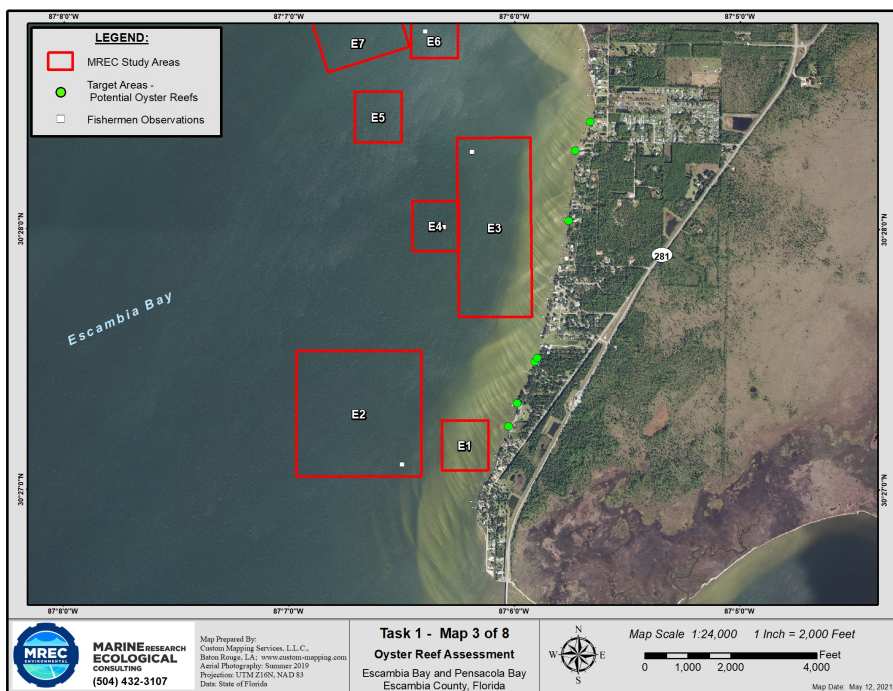 87°8'0"W 87°7'0"W 87°6'0"W 87°5'0"W
LEGEND:
MREC Study Areas
Target Areas -
Potential Oyster Reefs
Fishermen Observations
E7
E6
E5
E4
E3
30°28'0"N
30°28'0"N
281
Escambia Bay
E2
E1
30°27'0"N
30°27'0"N
87°8'0"W 87°7'0"W 87°6'0"W 87°5'0"W
MREC
ENVIRONMENTAL
MARINE RESEARCH
ECOLOGICAL
CONSULTING
(504) 432-3107
Map Prepared By:
Custom Mapping Services, L.L.C.,
Baton Rouge, LA; www.custom-mapping.com
Aerial Photography: Summer 2019
Projection: UTM Z16N, NAD 83
Data: State of Florida
Task 1 - Map 3 of 8
Oyster Reef Assessment
Escambia Bay and Pensacola Bay
Escambia County, Florida
N
W E
S
Map Scale 1:24,000 1 Inch = 2,000 Feet
Feet
0 1,000 2,000 4,000
Map Date: May 12, 2021